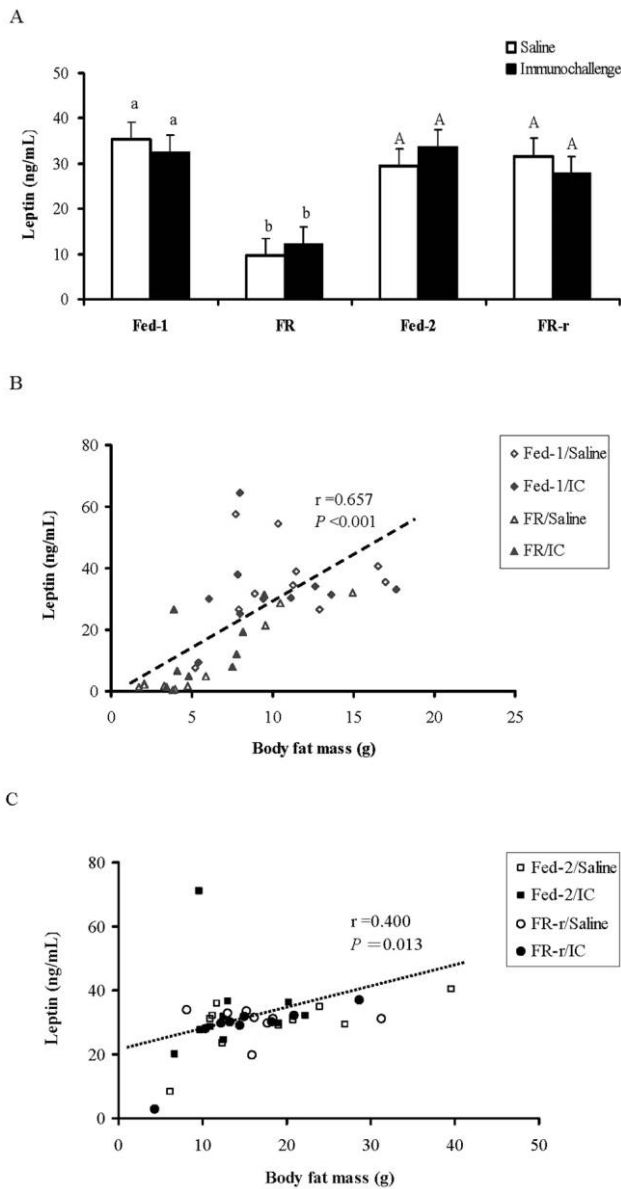 A
Saline
Immunochallenge
50
40
30
20
10
0
Leptin (ng/mL)
a
a
b
b
A
A
A
A
Fed-1
FR
Fed-2
FR-r
B
80
60
40
20
0
Leptin (ng/mL)
r =0.657
P <0.001
Fed-1/Saline
Fed-1/IC
FR/Saline
FR/IC
0 5 10 15 20 25
Body fat mass (g)
C
80
60
40
20
0
Leptin (ng/mL)
r =0.400
P =0.013
Fed-2/Saline
Fed-2/IC
FR-r/Saline
FR-r/IC
0 10 20 30 40 50
Body fat mass (g)